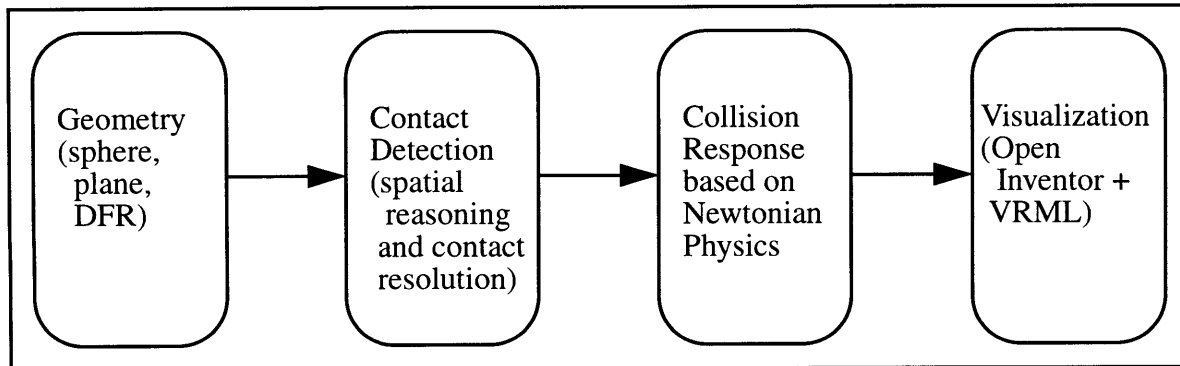 Geometry
(sphere,
plane,
DFR)
Contact
Detection
(spatial
reasoning
and contact
resolution)
Collision
Response
based on
Newtonian
Physics
Visualization
(Open
Inventor +
VRML)